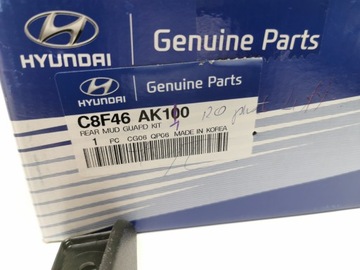 HYUNDAI
Genuine Parts
HYUNDAI
Genuine Parts
C8F46 AK100
REAR MUD GUARD KIT
1 PC CG06 QP06 MADE IN KOREA